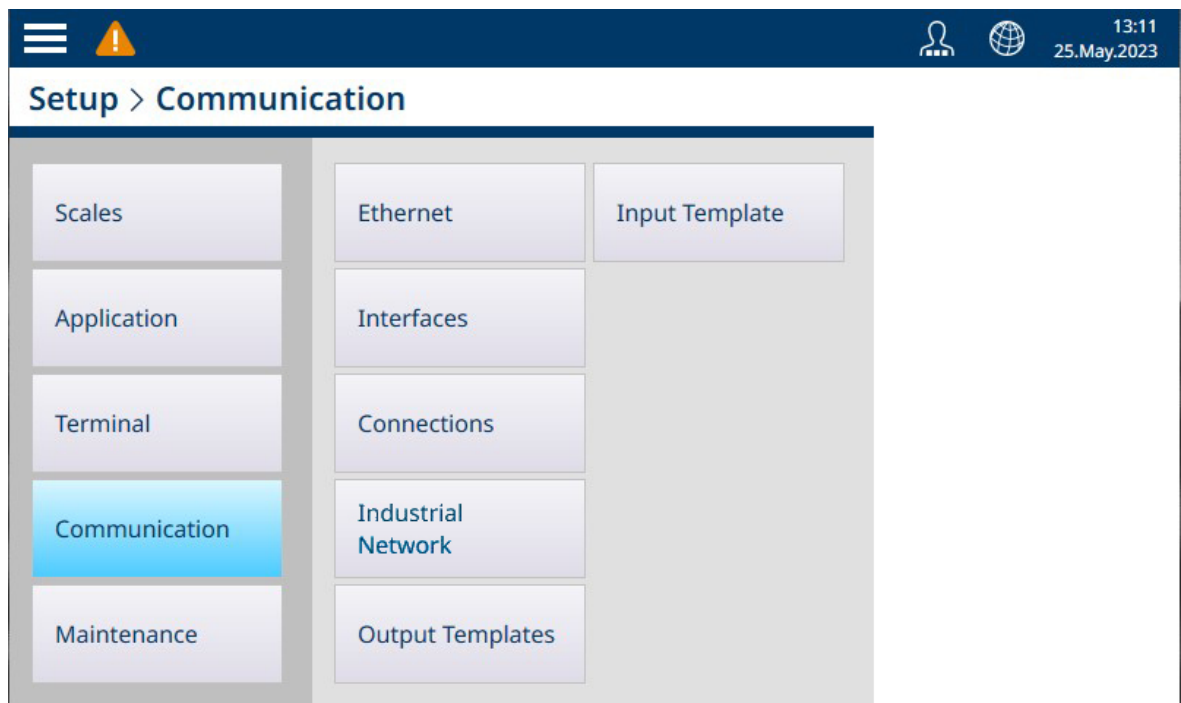 13:11
25.May.2023
Setup > Communication
Scales
Application
Terminal
Communication
Maintenance
Ethernet
Interfaces
Connections
Industrial
Network
Output Templates
Input Template